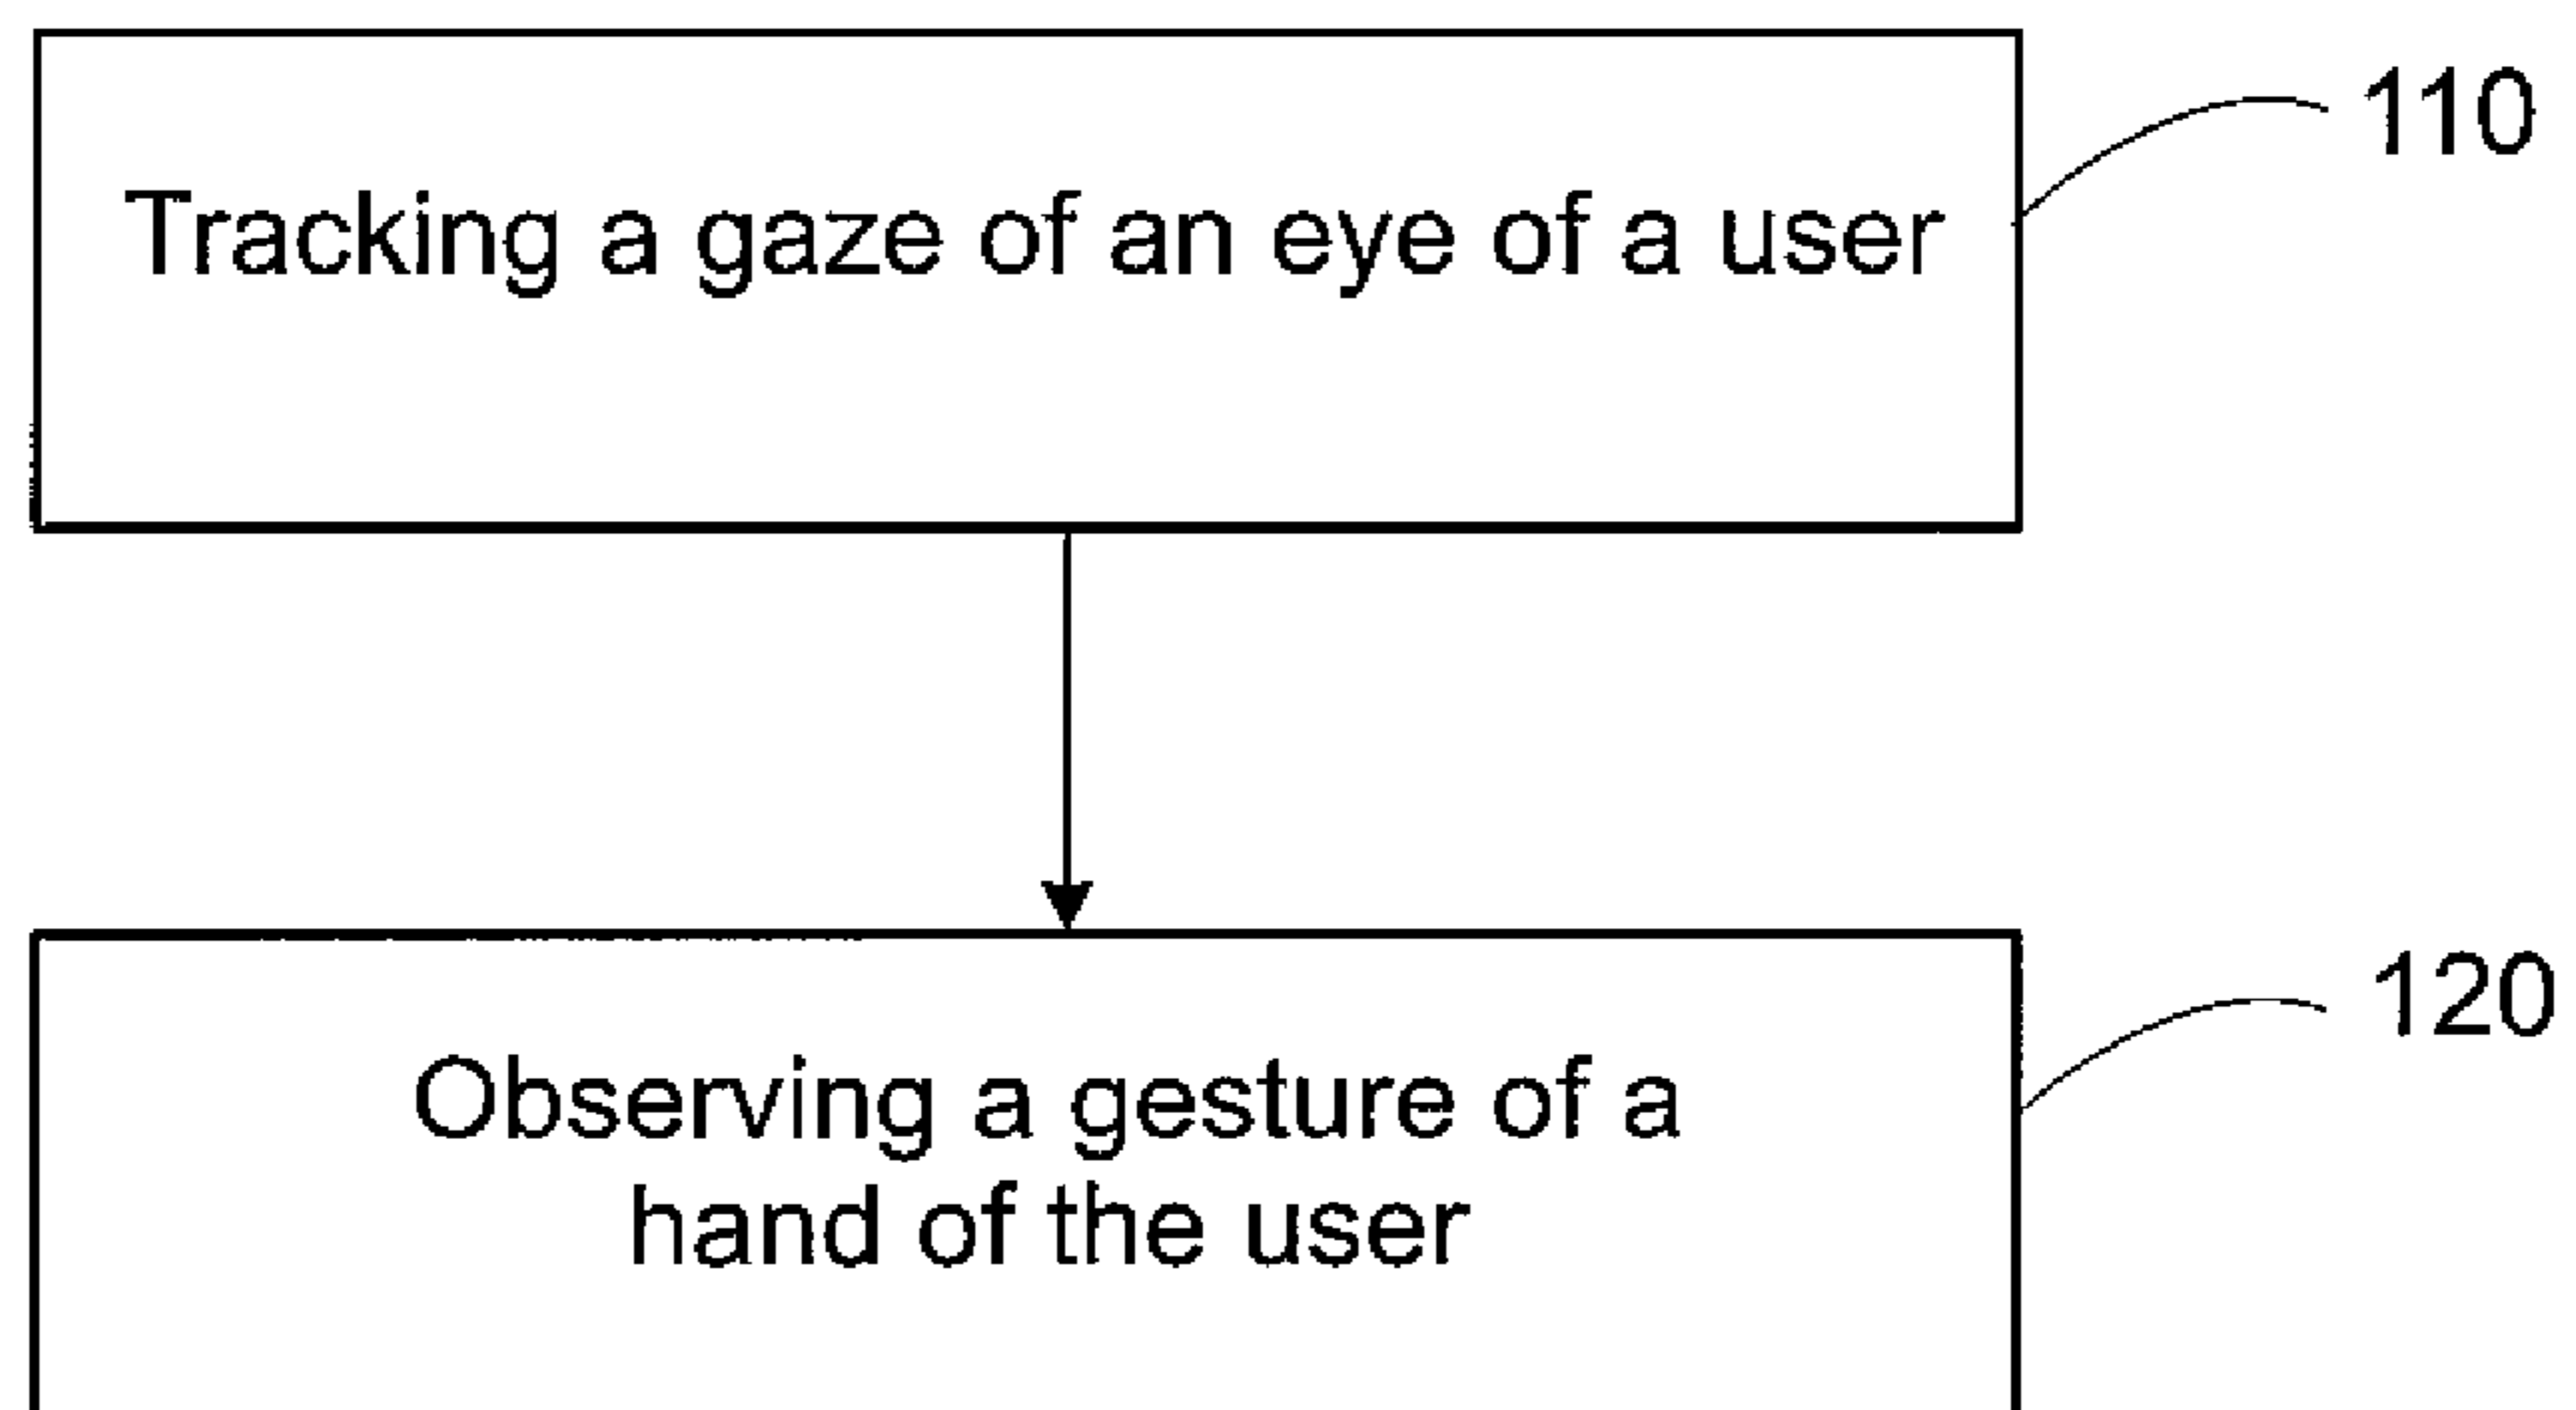 110
Tracking a gaze of an eye of a user
120
Observing a gesture of a
hand of the user